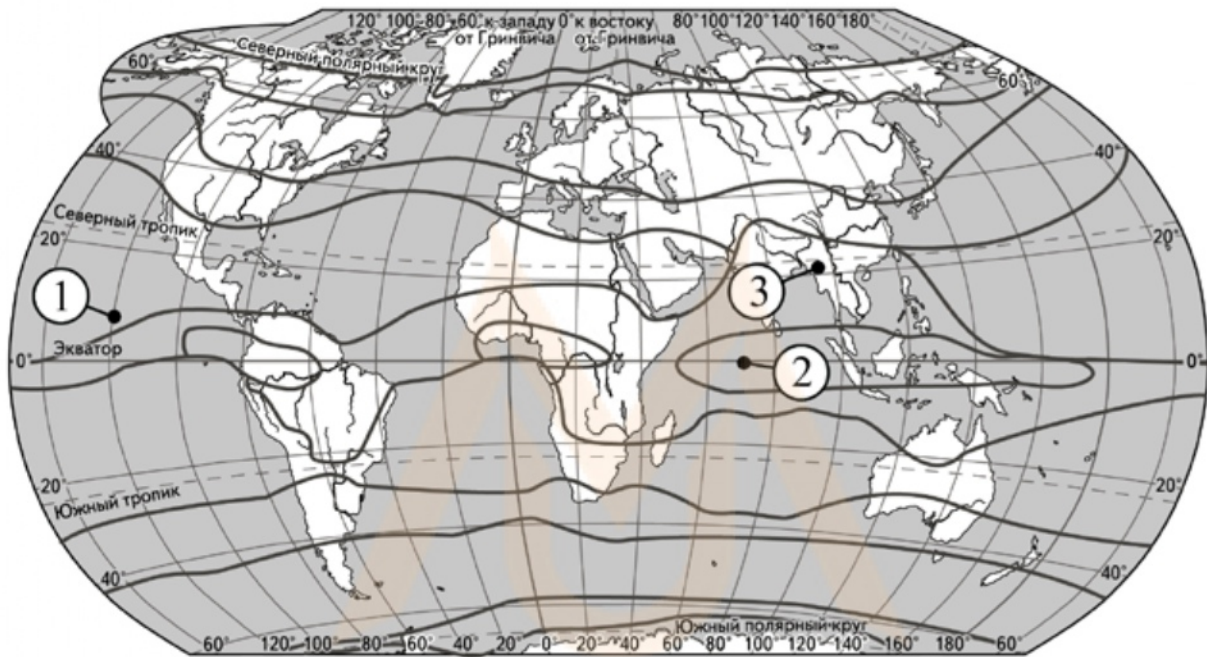 120° 100° 80° 60° к западу 0° к востоку 80° 100° 120° 140° 160° 180°
от Гринвича от Гринвича
Северный полярный круг
60°
60°
40°
40°
Северный тропик
20°
20°
1
3
Экватор
0°
0°
2
20°
20°
Южный тропик
40°
40°
Южный полярный круг
60° 120° 100° 80° 60° 40° 20° 0° 20° 40° 60° 80° 100° 120° 140° 160° 180° 60°